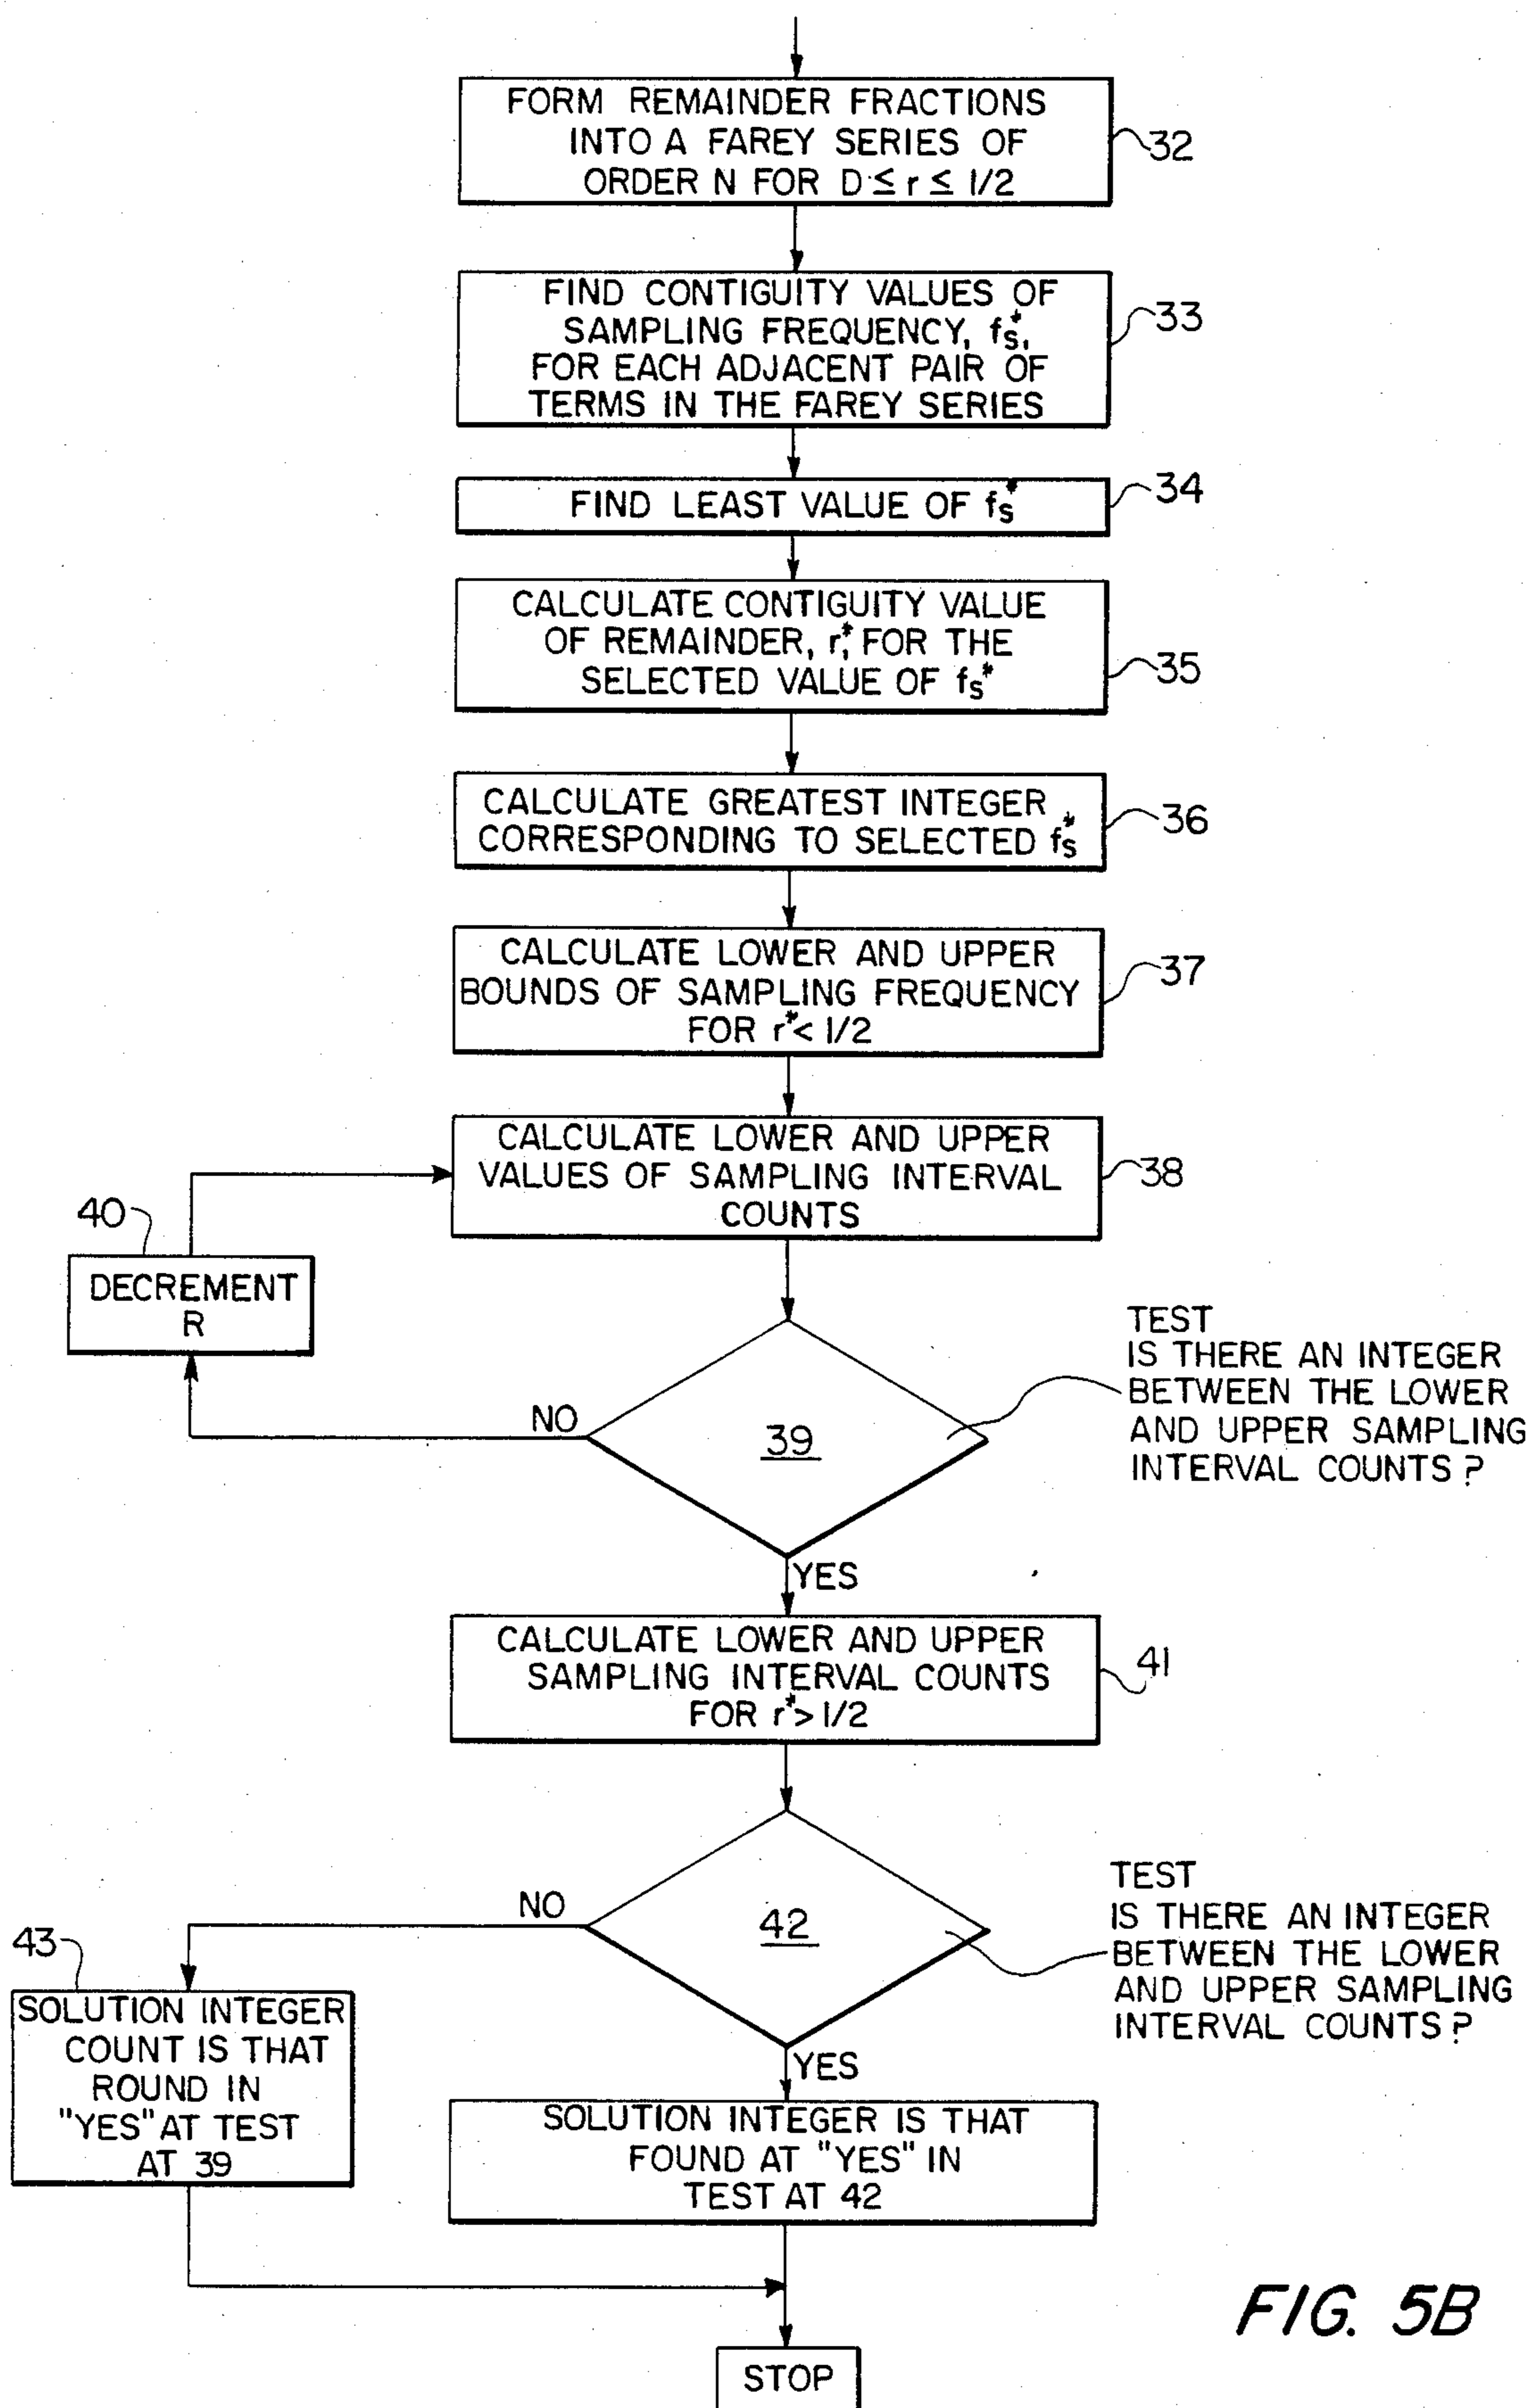 FORM REMAINDER FRACTIONS
INTO A FAREY SERIES OF
ORDER N FOR D ≤ r ≤ 1/2
32
FIND CONTIGUITY VALUES OF
SAMPLING FREQUENCY, fs*,
FOR EACH ADJACENT PAIR OF
TERMS IN THE FAREY SERIES
33
FIND LEAST VALUE OF fs*
34
CALCULATE CONTIGUITY VALUE
OF REMAINDER, r*, FOR THE
SELECTED VALUE OF fs*
35
CALCULATE GREATEST INTEGER
CORRESPONDING TO SELECTED fs*
36
CALCULATE LOWER AND UPPER
BOUNDS OF SAMPLING FREQUENCY
FOR r* < 1/2
37
CALCULATE LOWER AND UPPER
VALUES OF SAMPLING INTERVAL
COUNTS
38
40
DECREMENT
R
NO
39
TEST
IS THERE AN INTEGER
BETWEEN THE LOWER
AND UPPER SAMPLING
INTERVAL COUNTS?
YES
CALCULATE LOWER AND UPPER
SAMPLING INTERVAL COUNTS
FOR r* > 1/2
41
NO
42
TEST
IS THERE AN INTEGER
BETWEEN THE LOWER
AND UPPER SAMPLING
INTERVAL COUNTS?
43
SOLUTION INTEGER
COUNT IS THAT
ROUND IN
"YES" AT TEST
AT 39
YES
SOLUTION INTEGER IS THAT
FOUND AT "YES" IN
TEST AT 42
STOP
FIG. 5B